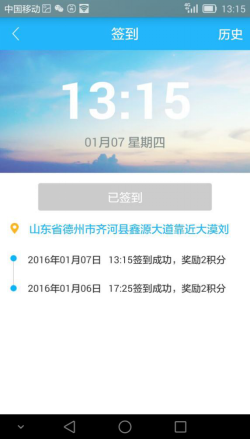 中国移动 4G 13:15
签到 历史
13:15
01月07 星期四
已签到
山东省德州市齐河县鑫源大道靠近大漠刘
2016年01月07日 13:15签到成功，奖励2积分
2016年01月06日 17:25签到成功，奖励2积分